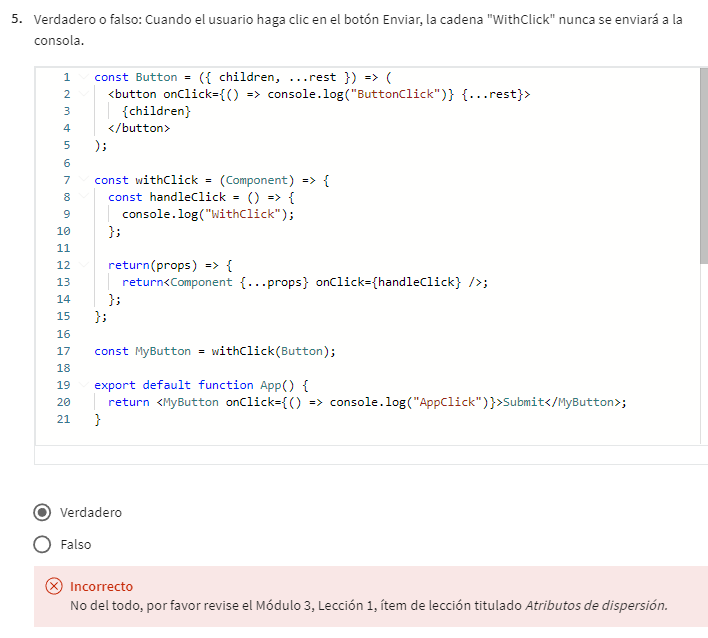 5. Verdadero o falso: Cuando el usuario haga clic en el botón Enviar, la cadena "WithClick" nunca se enviará a la
consola.
1 const Button = ({ children, ...rest }) => (
2 <button onClick={() => console.log("ButtonClick")} {...rest}>
3 {children}
4 </button>
5 );
6
7 const withClick = (Component) => {
8 const handleClick = () => {
9 console.log("WithClick");
10 };
11
12 return(props) => {
13 return<Component {...props} onClick={handleClick} />;
14 };
15 };
16
17 const MyButton = withClick(Button);
18
19 export default function App() {
20 return <MyButton onClick={() => console.log("AppClick")}>Submit</MyButton>;
21 }
Verdadero
Falso
Incorrecto
No del todo, por favor revise el Módulo 3, Lección 1, ítem de lección titulado Atributos de dispersión.